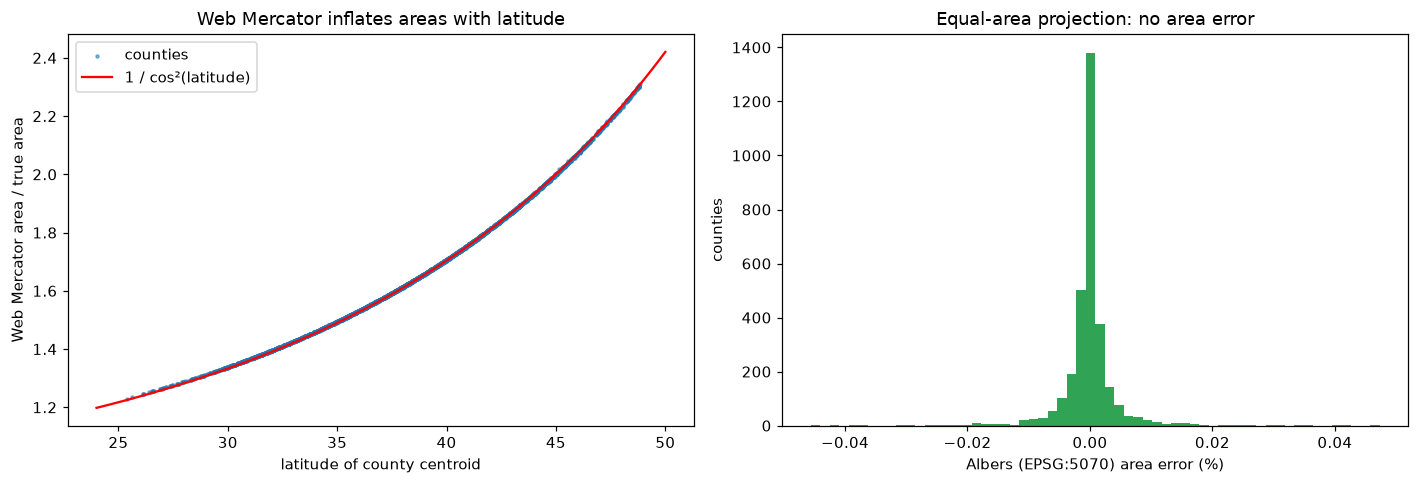 Web Mercator inflates areas with latitude
counties
1 / cos²(latitude)
Web Mercator area / true area
2.4
2.2
2.0
1.8
1.6
1.4
1.2
25 30 35 40 45 50
latitude of county centroid
Equal-area projection: no area error
counties
1400
1200
1000
800
600
400
200
0
−0.04 −0.02 0.00 0.02 0.04
Albers (EPSG:5070) area error (%)